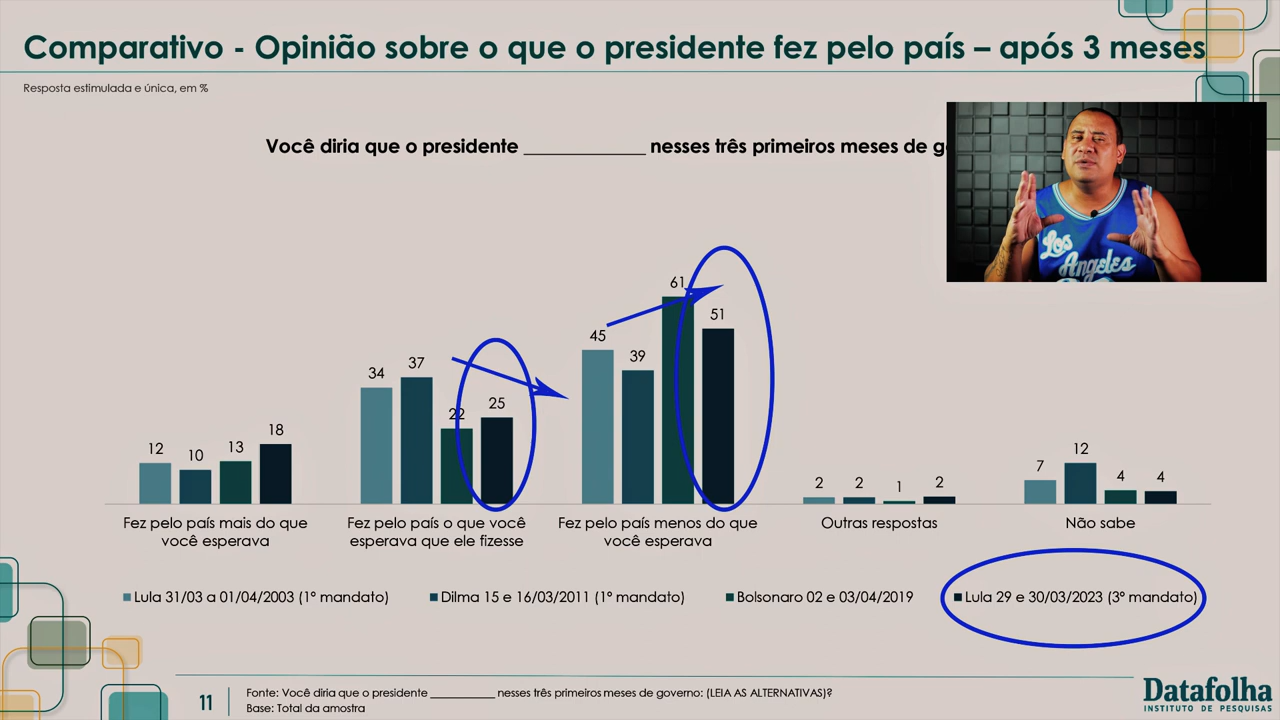 Comparativo - Opinião sobre o que o presidente fez pelo país – após 3 meses
Resposta estimulada e única, em %
Você diria que o presidente ____________ nesses três primeiros meses de
Los
Angeles
12
10
13
18
34
37
22
25
45
39
61
51
2
2
1
2
7
12
4
4
Fez pelo país mais do que
você esperava
Fez pelo país o que você
esperava que ele fizesse
Fez pelo país menos do que
você esperava
Outras respostas
Não sabe
Lula 31/03 a 01/04/2003 (1º mandato)
Dilma 15 e 16/03/2011 (1º mandato)
Bolsonaro 02 e 03/04/2019
Lula 29 e 30/03/2023 (3º mandato)
11
Fonte: Você diria que o presidente ___________ nesses três primeiros meses de governo: (LEIA AS ALTERNATIVAS)?
Base: Total da amostra
Datafolha
INSTITUTO DE PESQUISAS